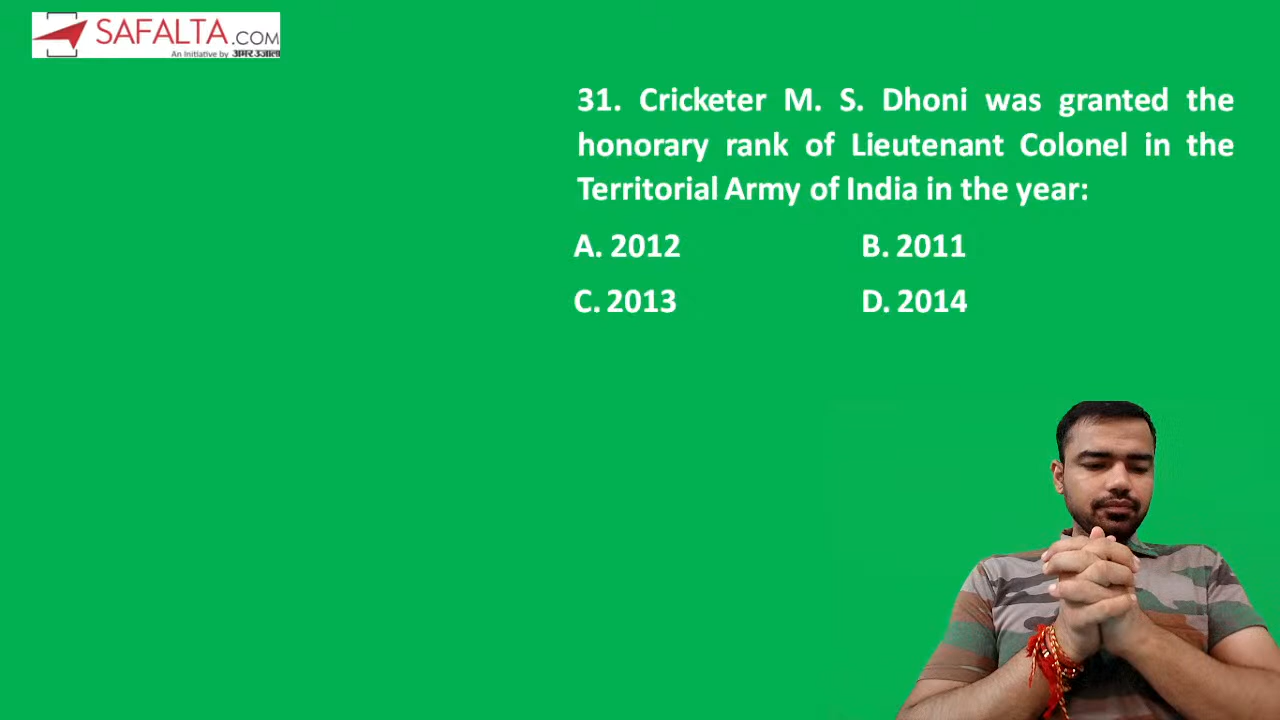 SAFALTA.COM
An Initiative by अमर उजाला
31. Cricketer M. S. Dhoni was granted the
honorary rank of Lieutenant Colonel in the
Territorial Army of India in the year:
A. 2012 B. 2011
C. 2013 D. 2014